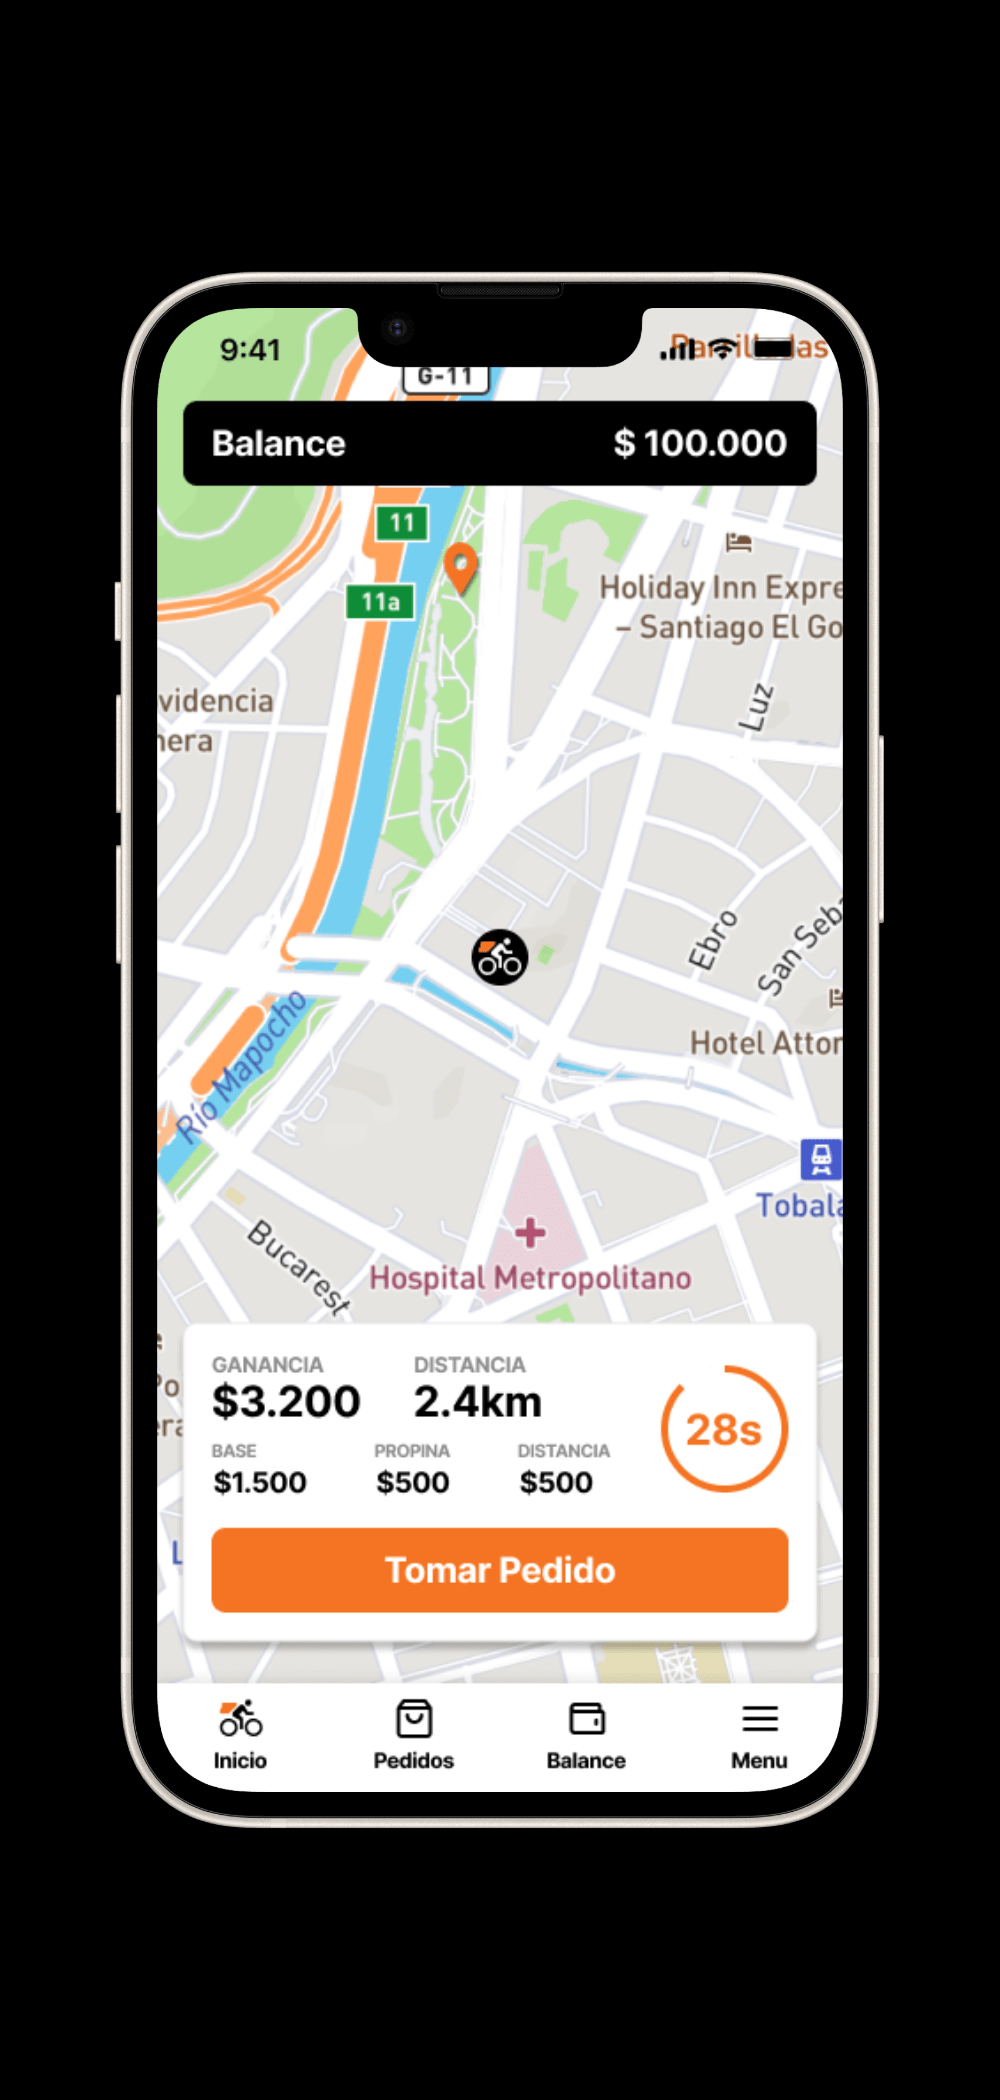 9:41
G-11
Balance
$ 100.000
11
11a
Holiday Inn Expre
– Santiago El Go
videncia
nera
Luz
Ebro
San Seba
Hotel Attor
Río Mapocho
Tobala
Bucarest
Hospital Metropolitano
GANANCIA
DISTANCIA
$3.200
2.4km
28s
BASE
PROPINA
DISTANCIA
$1.500
$500
$500
Tomar Pedido
Inicio
Pedidos
Balance
Menu